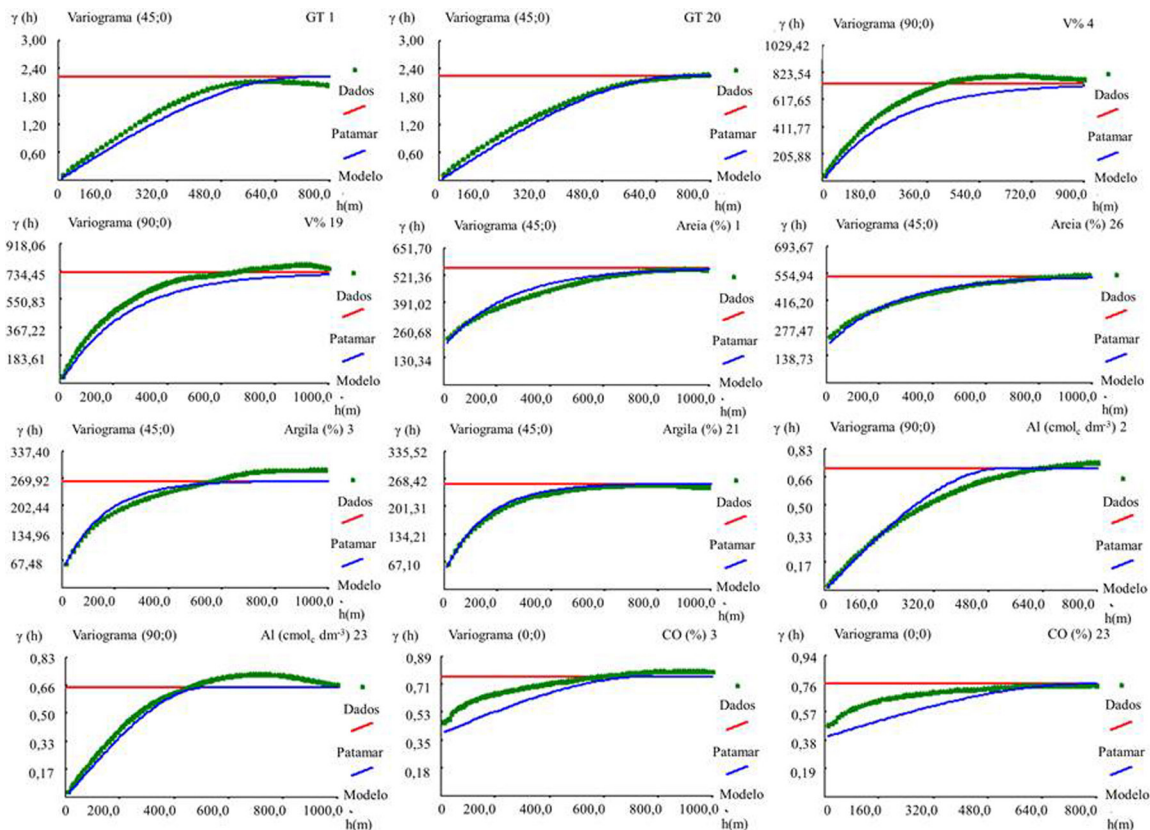 γ (h) Variograma (45;0) GT 1
3,00
2,40
1,80
1,20
0,60
0 160,0 320,0 480,0 640,0 800,0
h(m)
Dados
Patamar
Modelo
γ (h) Variograma (45;0) GT 20
3,00
2,40
1,80
1,20
0,60
0 160,0 320,0 480,0 640,0 800,0
h(m)
Dados
Patamar
Modelo
γ (h) Variograma (90;0) V% 4
1029,42
823,54
617,65
411,77
205,88
0 180,0 360,0 540,0 720,0 900,0
h(m)
Dados
Patamar
Modelo
γ (h) Variograma (90;0) V% 19
918,06
734,45
550,83
367,22
183,61
0 200,0 400,0 600,0 800,0 1000,0
h(m)
Dados
Patamar
Modelo
γ (h) Variograma (45;0) Areia (%) 1
651,70
521,36
391,02
260,68
130,34
0 200,0 400,0 600,0 800,0 1000,0
h(m)
Dados
Patamar
Modelo
γ (h) Variograma (45;0) Areia (%) 26
693,67
554,94
416,20
277,47
138,73
0 200,0 400,0 600,0 800,0 1000,0
h(m)
Dados
Patamar
Modelo
γ (h) Variograma (45;0) Argila (%) 3
337,40
269,92
202,44
134,96
67,48
0 200,0 400,0 600,0 800,0 1000,0
h(m)
Dados
Patamar
Modelo
γ (h) Variograma (45;0) Argila (%) 21
335,52
268,42
201,31
134,21
67,10
0 200,0 400,0 600,0 800,0 1000,0
h(m)
Dados
Patamar
Modelo
γ (h) Variograma (90;0) Al (cmol꜀ dm⁻³) 2
0,83
0,66
0,50
0,33
0,17
0 160,0 320,0 480,0 640,0 800,0
h(m)
Dados
Patamar
Modelo
γ (h) Variograma (90;0) Al (cmol꜀ dm⁻³) 23
0,83
0,66
0,50
0,33
0,17
0 200,0 400,0 600,0 800,0 1000,0
h(m)
Dados
Patamar
Modelo
γ (h) Variograma (0;0) CO (%) 3
0,89
0,71
0,53
0,35
0,18
0 200,0 400,0 600,0 800,0 1000,0
h(m)
Dados
Patamar
Modelo
γ (h) Variograma (0;0) CO (%) 23
0,94
0,76
0,57
0,38
0,19
0 160,0 320,0 480,0 640,0 800,0
h(m)
Dados
Patamar
Modelo